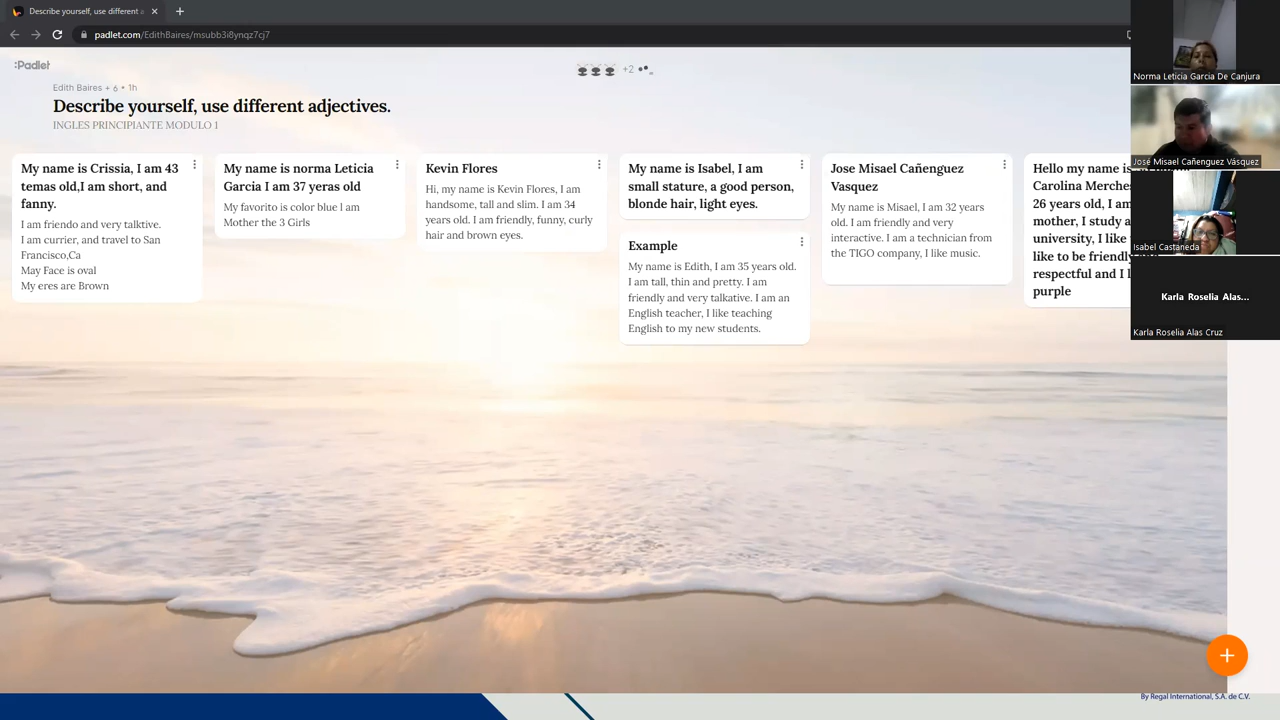 Describe yourself, use different a
padlet.com/EdithBaires/msubb3i8ynqz7cj7
:Padlet
+2
Edith Baires + 6 • 1h
Describe yourself, use different adjectives.
INGLES PRINCIPIANTE MODULO 1
My name is Crissia, I am 43
temas old,I am short, and
fanny.
I am friendo and very talktive.
I am currier, and travel to San
Francisco,Ca
May Face is oval
My eres are Brown
My name is norma Leticia
Garcia I am 37 yeras old
My favorito is color blue l am
Mother the 3 Girls
Kevin Flores
Hi, my name is Kevin Flores, I am
handsome, tall and slim. I am 34
years old. I am friendly, funny, curly
hair and brown eyes.
My name is Isabel, I am
small stature, a good person,
blonde hair, light eyes.
Example
My name is Edith, I am 35 years old.
I am tall, thin and pretty. I am
friendly and very talkative. I am an
English teacher, I like teaching
English to my new students.
Jose Misael Cañenguez
Vasquez
My name is Misael, I am 32 years
old. I am friendly and very
interactive. I am a technician from
the TIGO company, I like music.
Hello my name is
Carolina Merche
26 years old, I am
mother, I study a
university, I like
like to be friendly
respectful and I l
purple
Norma Leticia Garcia De Canjura
José Misael Cañenguez Vásquez
Isabel Castaneda
Karla Roselia Alas...
Karla Roselia Alas Cruz
By Regal International, S.A. de C.V.